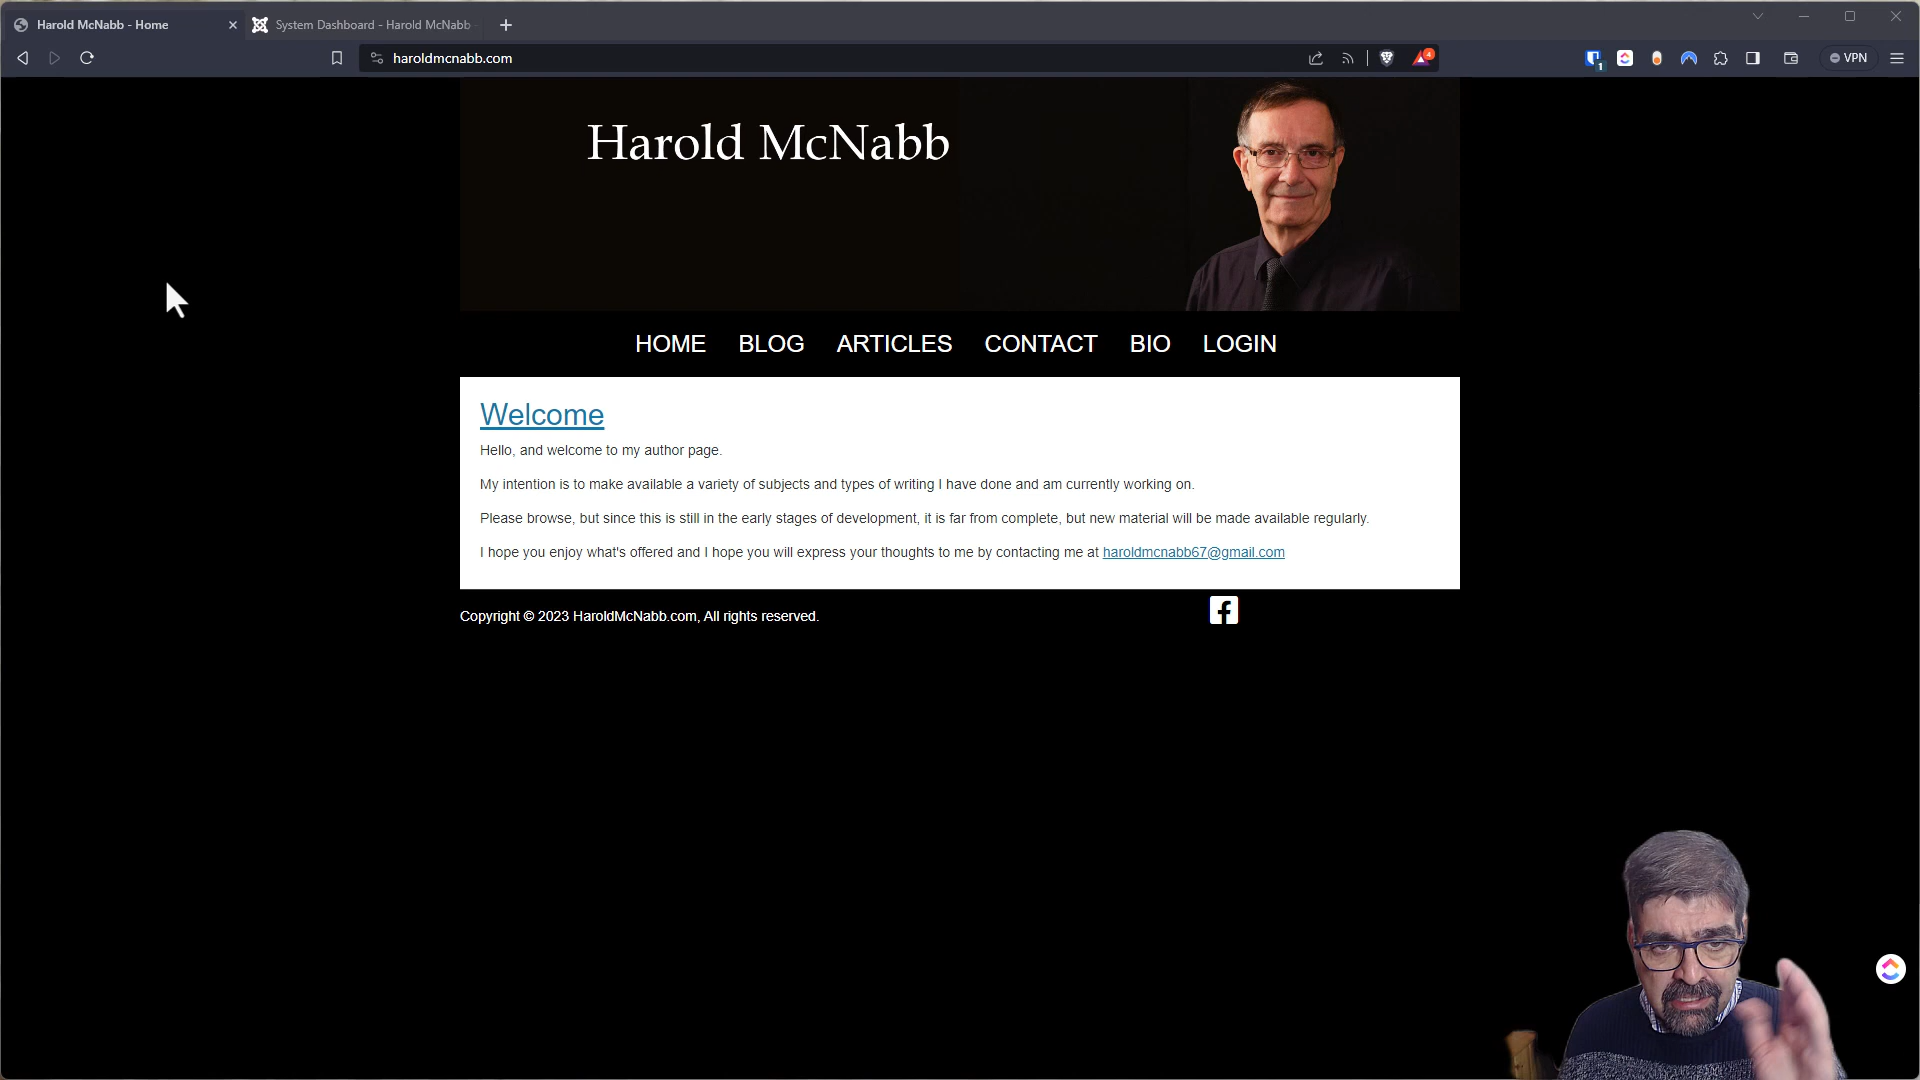 Harold McNabb - Home
System Dashboard - Harold McNabb
haroldmcnabb.com
4
1
VPN
Harold McNabb
HOME BLOG ARTICLES CONTACT BIO LOGIN
Welcome
Hello, and welcome to my author page.
My intention is to make available a variety of subjects and types of writing I have done and am currently working on.
Please browse, but since this is still in the early stages of development, it is far from complete, but new material will be made available regularly.
I hope you enjoy what's offered and I hope you will express your thoughts to me by contacting me at haroldmcnabb67@gmail.com
Copyright © 2023 HaroldMcNabb.com, All rights reserved.